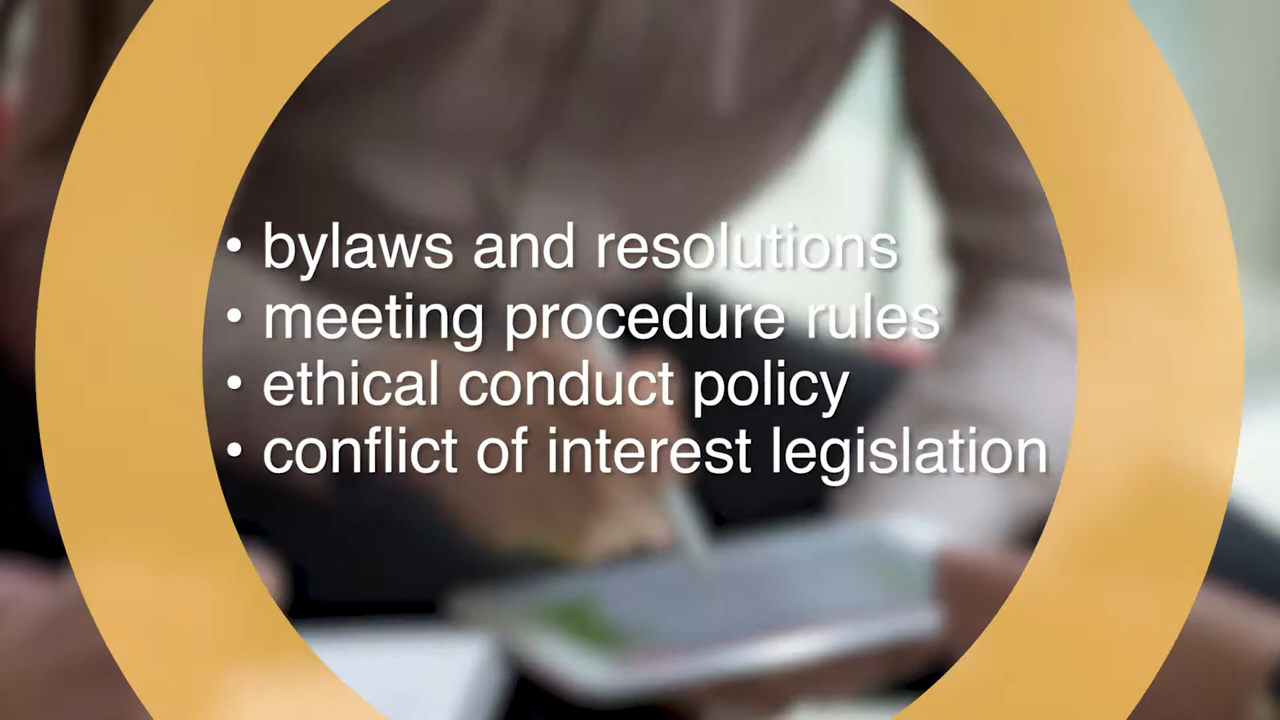 • bylaws and resolutions
• meeting procedure rules
• ethical conduct policy
• conflict of interest legislation